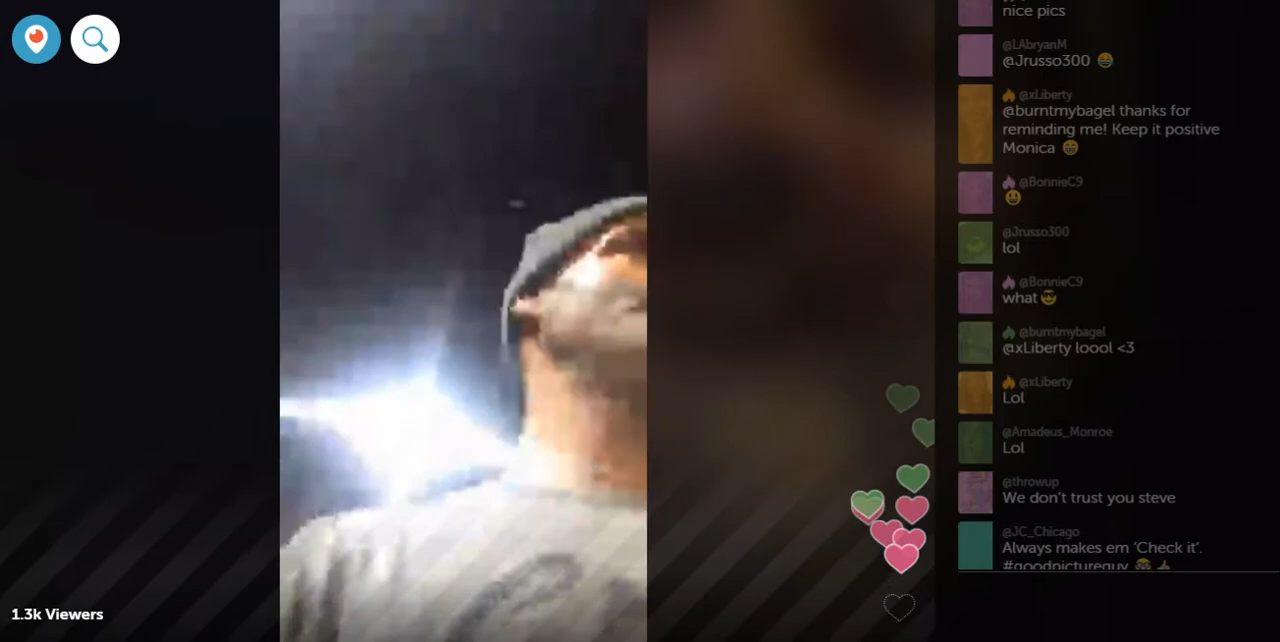 nice pics
@LAbryanM
@Jrusso300 😁
@xLiberty
@burntmybagel thanks for
reminding me! Keep it positive
Monica 😁
@BonnieC9
😃
@Jrusso300
lol
@BonnieC9
what 😎
@burntmybagel
@xLiberty loool <3
@xLiberty
Lol
@Amadeus_Monroe
Lol
@throwup
We don't trust you steve
@JC_Chicago
Always makes em 'Check it'.
#goodpictureguy
1.3k Viewers